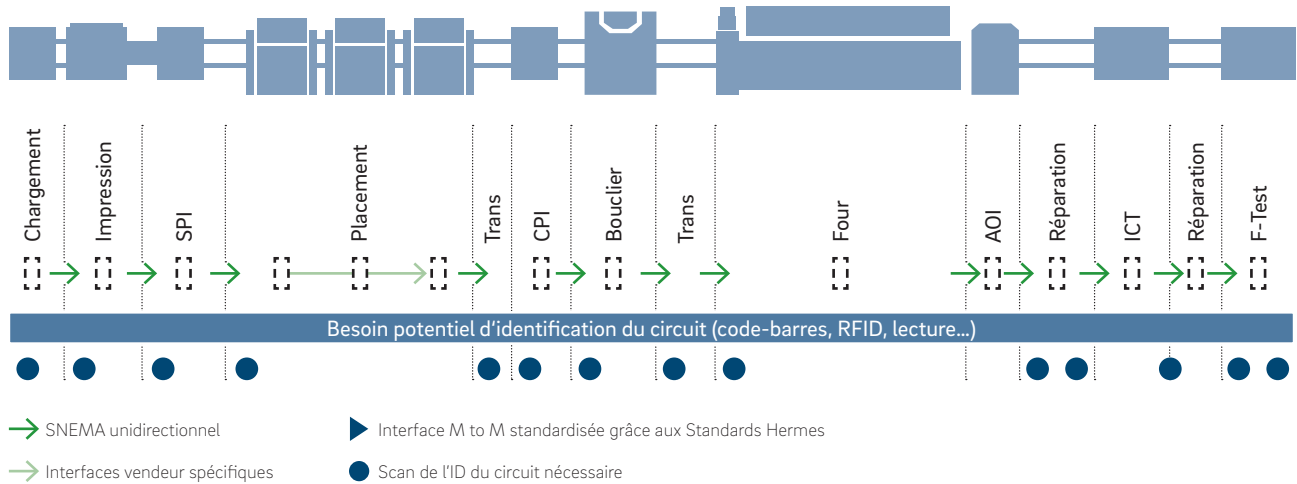 Chargement
Impression
SPI
Placement
Trans
CPI
Bouclier
Trans
Four
AOI
Réparation
ICT
Réparation
F-Test
Besoin potentiel d'identification du circuit (code-barres, RFID, lecture...)
SNEMA unidirectionnel
Interface M to M standardisée grâce aux Standards Hermes
Interfaces vendeur spécifiques
Scan de l'ID du circuit nécessaire